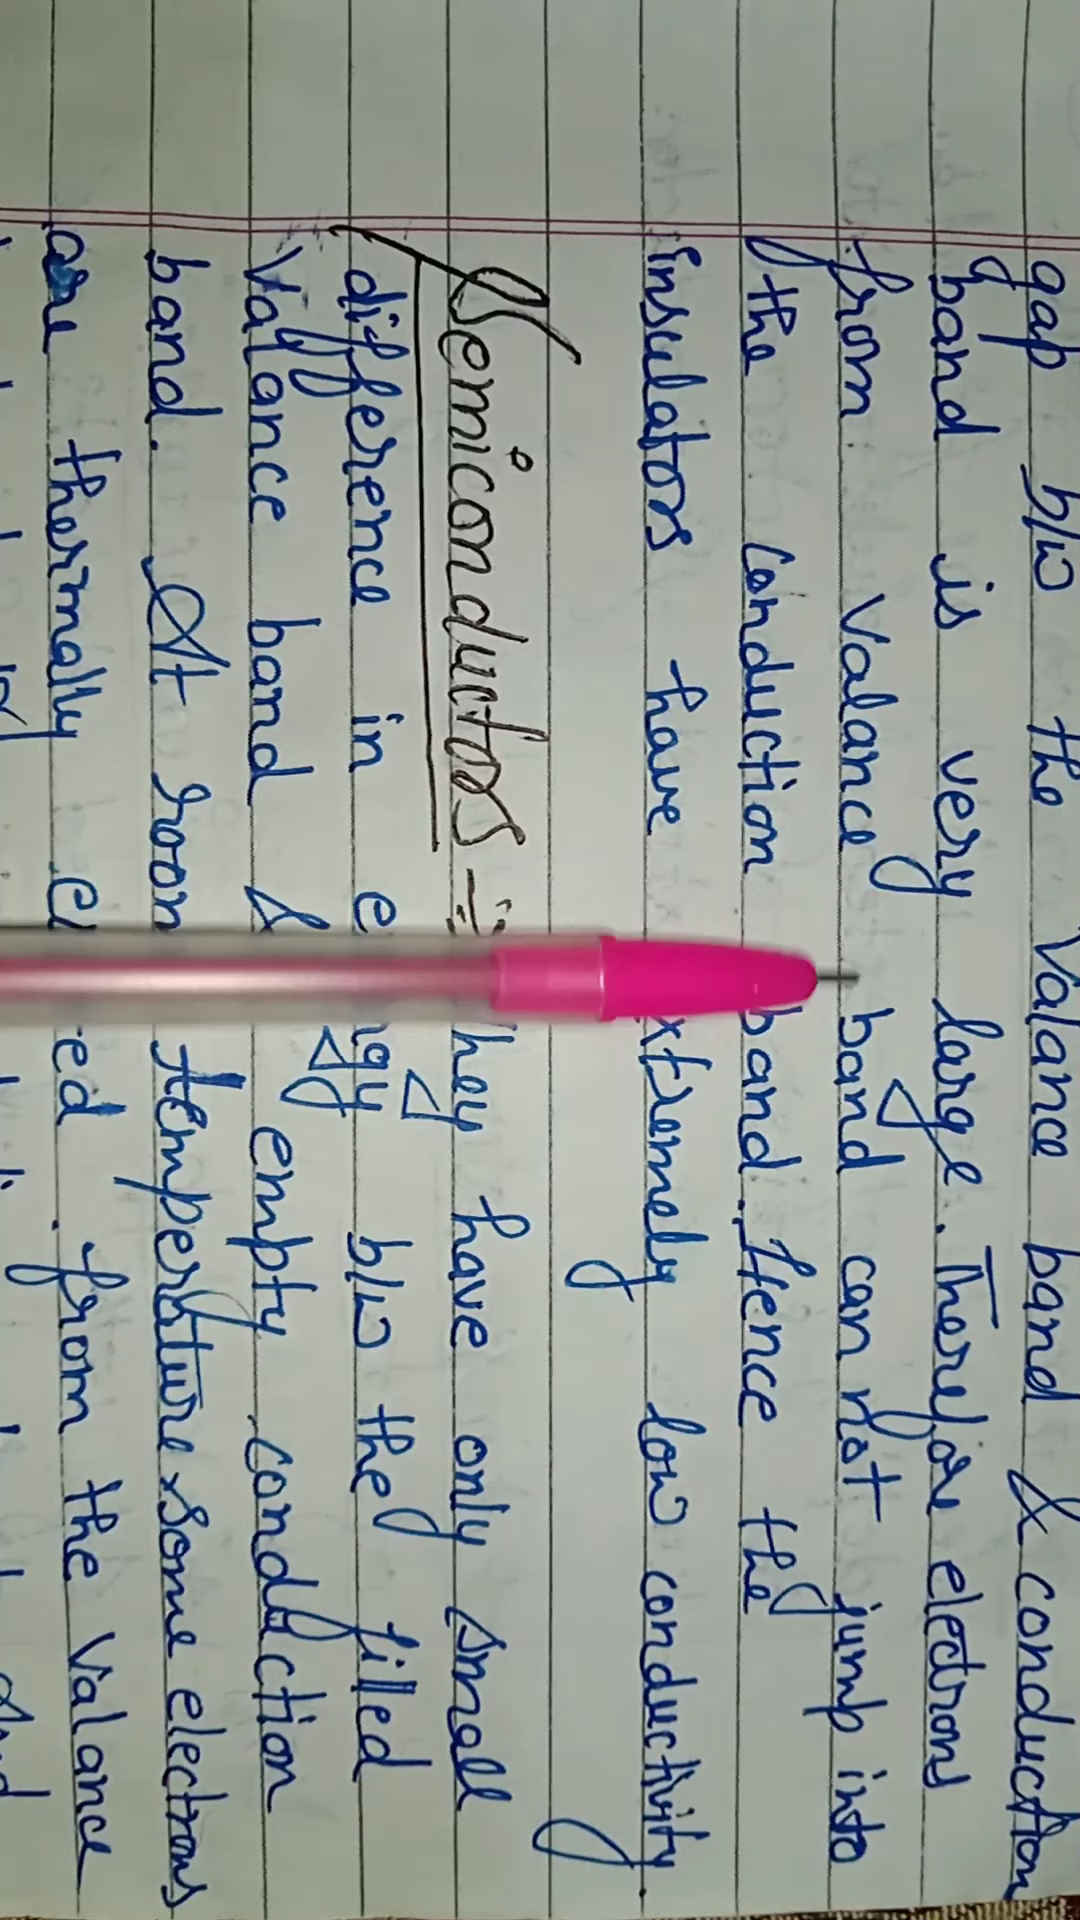 gap b/w the Valance band & conduction
band is very large. Therefore electrons
from Valance band can not jump into
the conduction band. Hence the
insulators have extremely low conductivity.
Semiconductors :- They have only small
difference in energy b/w the filled
Valance band & empty conduction
band. At room temperature some electrons
are thermally from the Valance